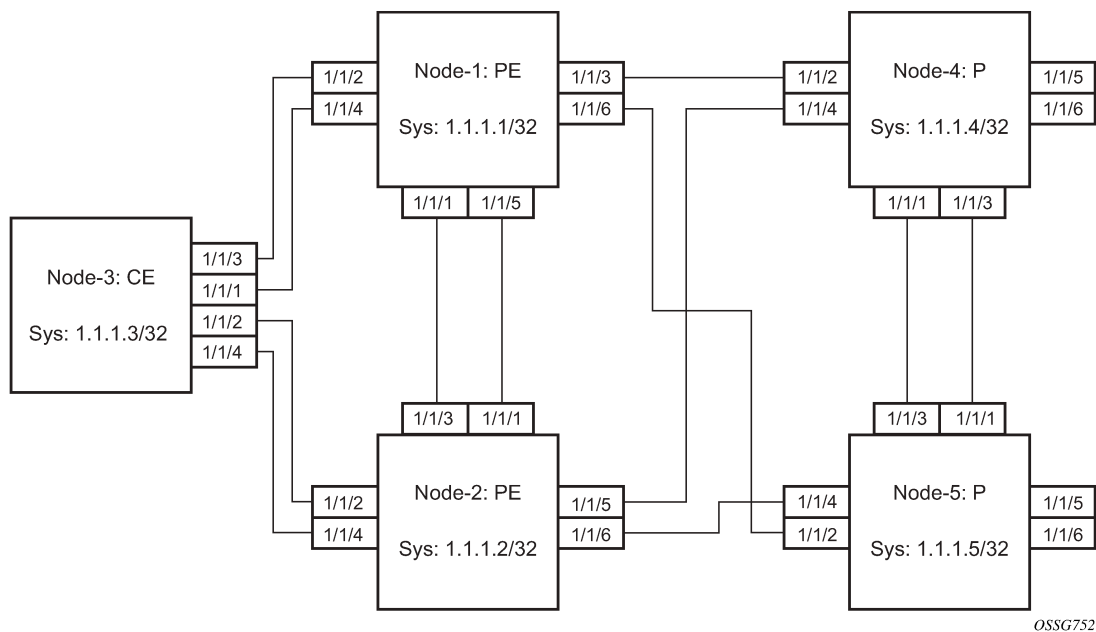 Node-1: PE
Sys: 1.1.1.1/32
1/1/2
1/1/4
1/1/3
1/1/6
1/1/1
1/1/5
Node-4: P
Sys: 1.1.1.4/32
1/1/2
1/1/4
1/1/5
1/1/6
1/1/1
1/1/3
Node-3: CE
Sys: 1.1.1.3/32
1/1/3
1/1/1
1/1/2
1/1/4
1/1/3
1/1/1
Node-2: PE
Sys: 1.1.1.2/32
1/1/2
1/1/4
1/1/5
1/1/6
1/1/3
1/1/1
Node-5: P
Sys: 1.1.1.5/32
1/1/4
1/1/2
1/1/5
1/1/6
OSSG752